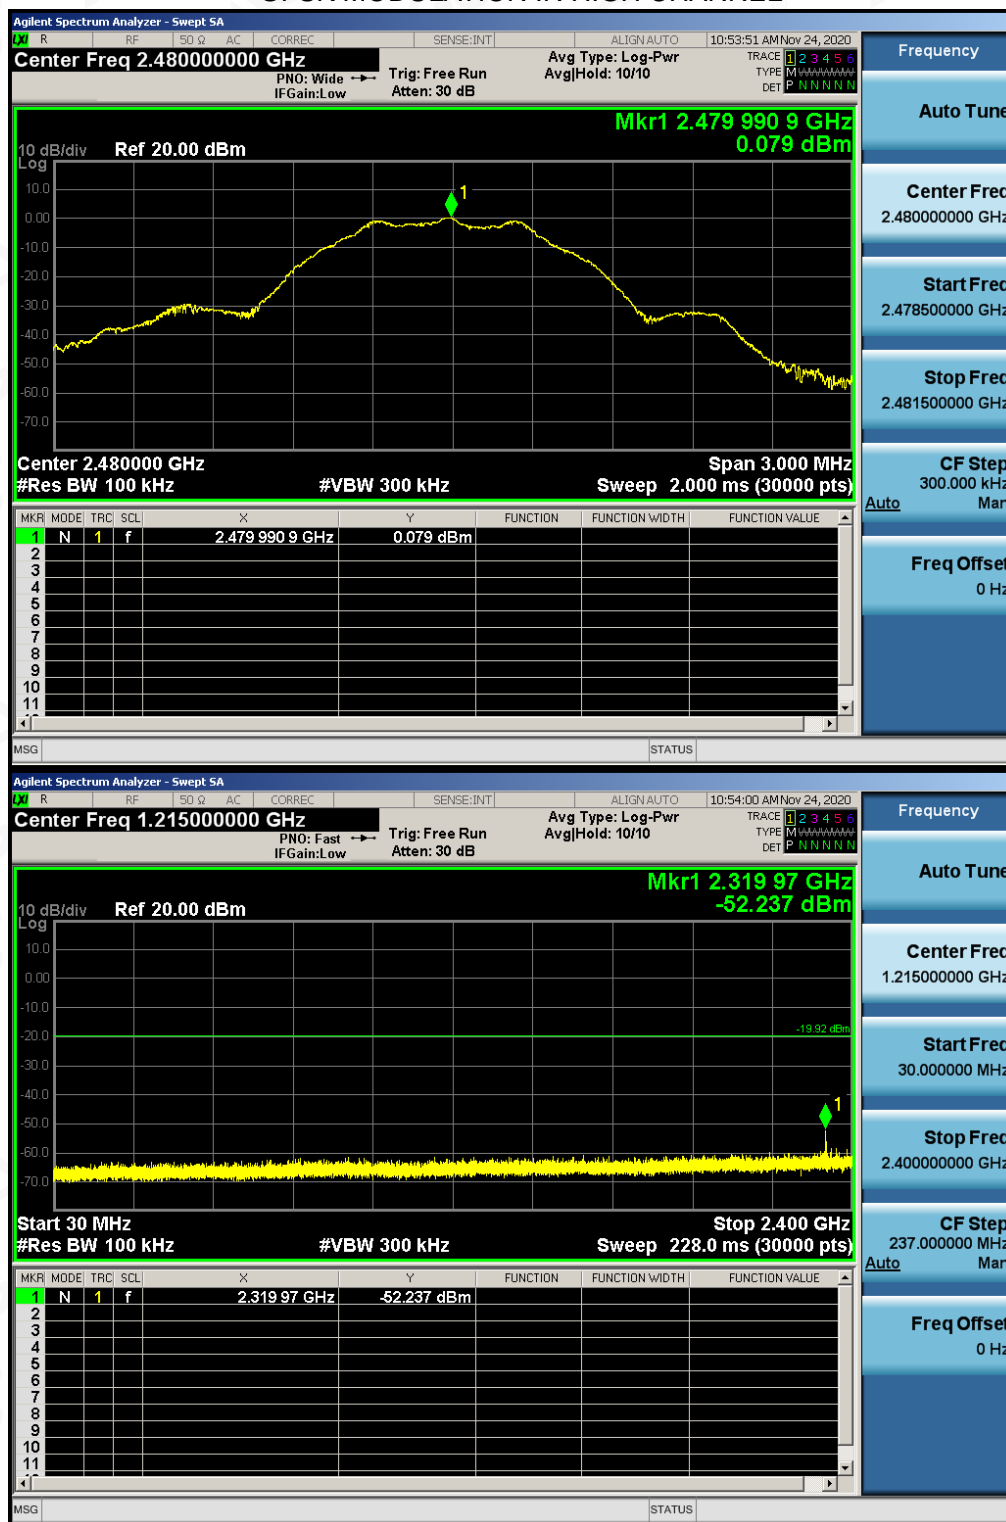 Agilent Spectrum Analyzer - Swept SA
LXI R RF 50 Ω AC CORREC SENSE:INT ALIGN AUTO 10:53:51 AM Nov 24, 2020
Center Freq 2.480000000 GHz
PNO: Wide
IFGain:Low
Trig: Free Run
Atten: 30 dB
Avg Type: Log-Pwr
Avg|Hold: 10/10
TRACE 1 2 3 4 5 6
TYPE M W W W W W
DET P N N N N N
Frequency
Auto Tune
Mkr1 2.479 990 9 GHz
0.079 dBm
10 dB/div Ref 20.00 dBm
Log
10.0
0.00
-10.0
-20.0
-30.0
-40.0
-50.0
-60.0
-70.0
1
Center Freq
2.480000000 GHz
Start Freq
2.478500000 GHz
Stop Freq
2.481500000 GHz
CF Step
300.000 kHz
Auto Man
Freq Offset
0 Hz
Center 2.480000 GHz Span 3.000 MHz
#Res BW 100 kHz #VBW 300 kHz Sweep 2.000 ms (30000 pts)
MKR MODE TRC SCL X Y FUNCTION FUNCTION WIDTH FUNCTION VALUE
1 N 1 f 2.479 990 9 GHz 0.079 dBm
2
3
4
5
6
7
8
9
10
11
MSG STATUS
Agilent Spectrum Analyzer - Swept SA
LXI R RF 50 Ω AC CORREC SENSE:INT ALIGN AUTO 10:54:00 AM Nov 24, 2020
Center Freq 1.215000000 GHz
PNO: Fast
IFGain:Low
Trig: Free Run
Atten: 30 dB
Avg Type: Log-Pwr
Avg|Hold: 10/10
TRACE 1 2 3 4 5 6
TYPE M W W W W W
DET P N N N N N
Frequency
Auto Tune
Mkr1 2.319 97 GHz
-52.237 dBm
10 dB/div Ref 20.00 dBm
Log
10.0
0.00
-10.0
-20.0
-30.0
-40.0
-50.0
-60.0
-70.0
-19.92 dBm
1
Center Freq
1.215000000 GHz
Start Freq
30.000000 MHz
Stop Freq
2.400000000 GHz
CF Step
237.000000 MHz
Auto Man
Freq Offset
0 Hz
Start 30 MHz Stop 2.400 GHz
#Res BW 100 kHz #VBW 300 kHz Sweep 228.0 ms (30000 pts)
MKR MODE TRC SCL X Y FUNCTION FUNCTION WIDTH FUNCTION VALUE
1 N 1 f 2.319 97 GHz -52.237 dBm
2
3
4
5
6
7
8
9
10
11
MSG STATUS